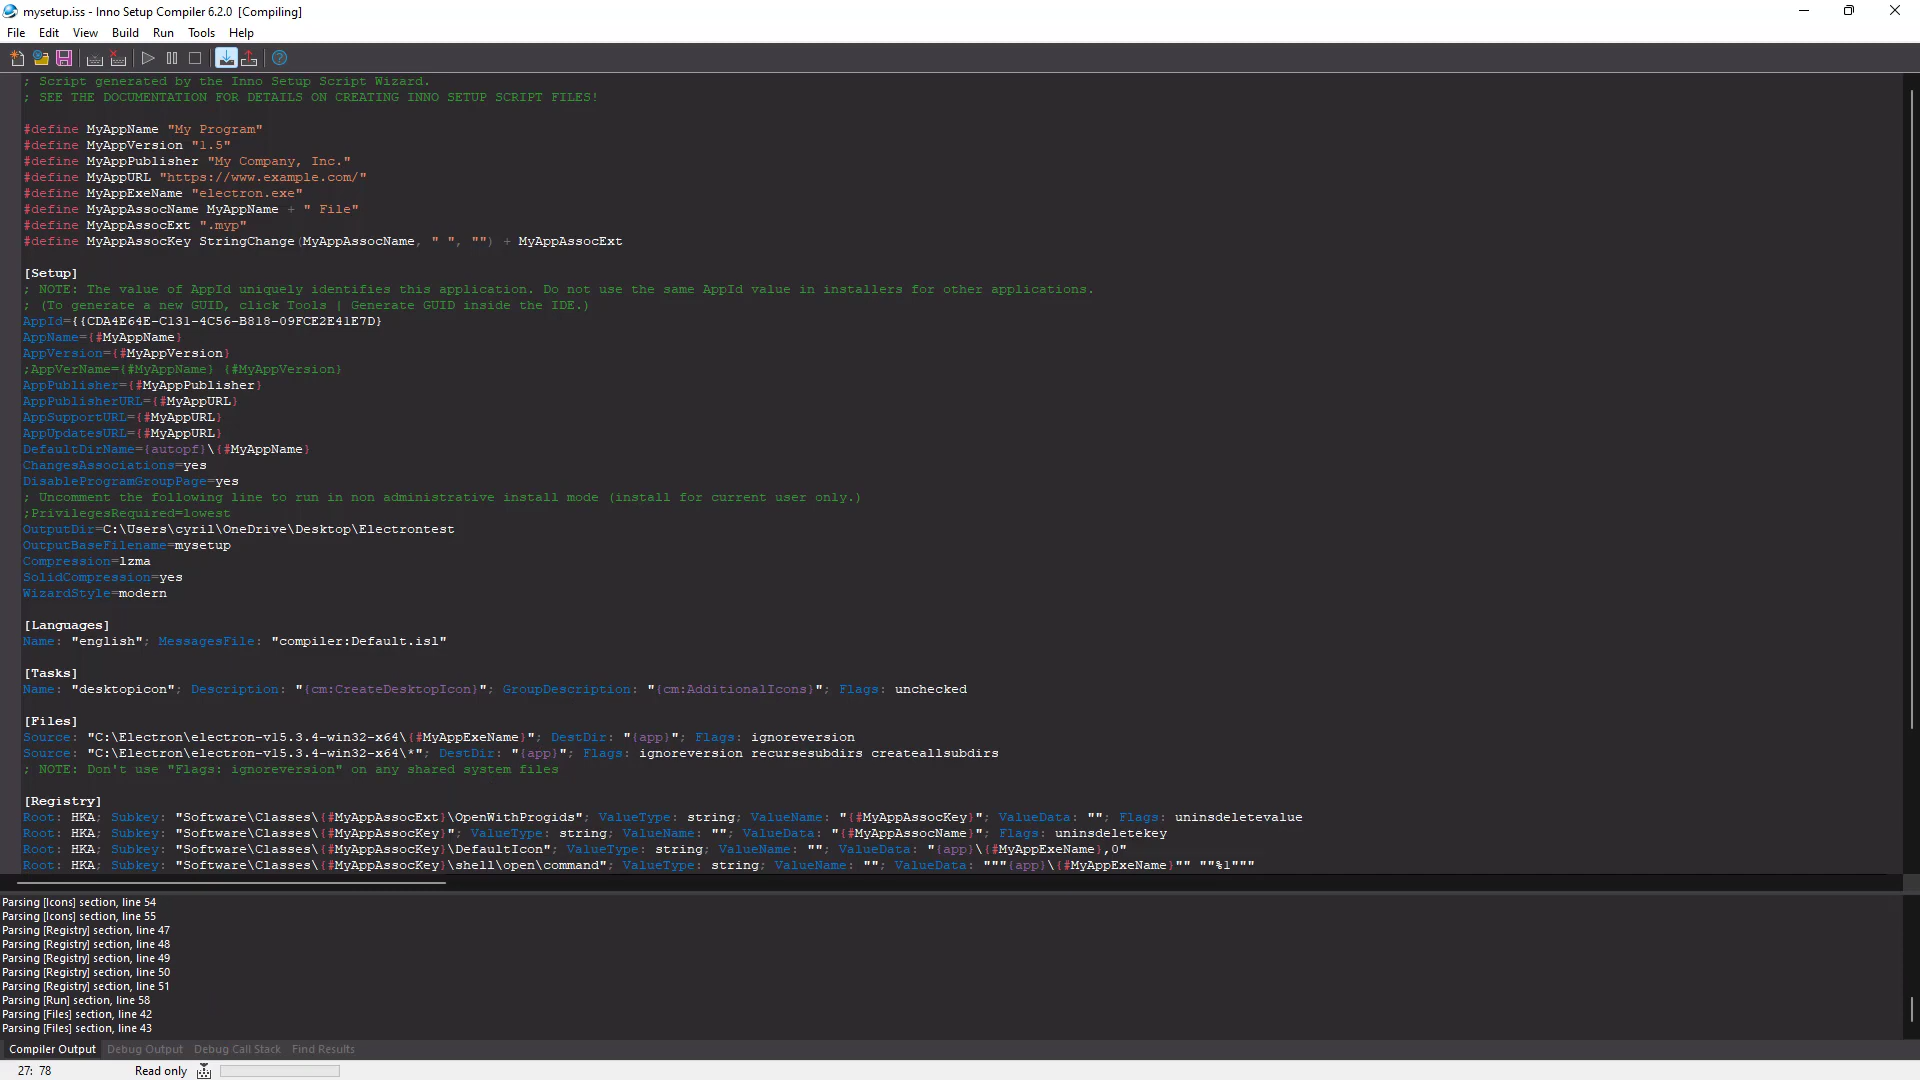 mysetup.iss - Inno Setup Compiler 6.2.0  [Compiling]
File Edit View Build Run Tools Help
; Script generated by the Inno Setup Script Wizard.
; SEE THE DOCUMENTATION FOR DETAILS ON CREATING INNO SETUP SCRIPT FILES!
#define MyAppName "My Program"
#define MyAppVersion "1.5"
#define MyAppPublisher "My Company, Inc."
#define MyAppURL "https://www.example.com/"
#define MyAppExeName "electron.exe"
#define MyAppAssocName MyAppName + " File"
#define MyAppAssocExt ".myp"
#define MyAppAssocKey StringChange(MyAppAssocName, " ", "") + MyAppAssocExt
[Setup]
; NOTE: The value of AppId uniquely identifies this application. Do not use the same AppId value in installers for other applications.
; (To generate a new GUID, click Tools | Generate GUID inside the IDE.)
AppId={{CDA4E64E-C131-4C56-B818-09FCE2E41E7D}
AppName={#MyAppName}
AppVersion={#MyAppVersion}
;AppVerName={#MyAppName} {#MyAppVersion}
AppPublisher={#MyAppPublisher}
AppPublisherURL={#MyAppURL}
AppSupportURL={#MyAppURL}
AppUpdatesURL={#MyAppURL}
DefaultDirName={autopf}\{#MyAppName}
ChangesAssociations=yes
DisableProgramGroupPage=yes
; Uncomment the following line to run in non administrative install mode (install for current user only.)
;PrivilegesRequired=lowest
OutputDir=C:\Users\cyril\OneDrive\Desktop\Electrontest
OutputBaseFilename=mysetup
Compression=lzma
SolidCompression=yes
WizardStyle=modern
[Languages]
Name: "english"; MessagesFile: "compiler:Default.isl"
[Tasks]
Name: "desktopicon"; Description: "{cm:CreateDesktopIcon}"; GroupDescription: "{cm:AdditionalIcons}"; Flags: unchecked
[Files]
Source: "C:\Electron\electron-v15.3.4-win32-x64\{#MyAppExeName}"; DestDir: "{app}"; Flags: ignoreversion
Source: "C:\Electron\electron-v15.3.4-win32-x64\*"; DestDir: "{app}"; Flags: ignoreversion recursesubdirs createallsubdirs
; NOTE: Don't use "Flags: ignoreversion" on any shared system files
[Registry]
Root: HKA; Subkey: "Software\Classes\{#MyAppAssocExt}\OpenWithProgids"; ValueType: string; ValueName: "{#MyAppAssocKey}"; ValueData: ""; Flags: uninsdeletevalue
Root: HKA; Subkey: "Software\Classes\{#MyAppAssocKey}"; ValueType: string; ValueName: ""; ValueData: "{#MyAppAssocName}"; Flags: uninsdeletekey
Root: HKA; Subkey: "Software\Classes\{#MyAppAssocKey}\DefaultIcon"; ValueType: string; ValueName: ""; ValueData: "{app}\{#MyAppExeName},0"
Root: HKA; Subkey: "Software\Classes\{#MyAppAssocKey}\shell\open\command"; ValueType: string; ValueName: ""; ValueData: """{app}\{#MyAppExeName}"" ""%1"""
Parsing [Icons] section, line 54
Parsing [Icons] section, line 55
Parsing [Registry] section, line 47
Parsing [Registry] section, line 48
Parsing [Registry] section, line 49
Parsing [Registry] section, line 50
Parsing [Registry] section, line 51
Parsing [Run] section, line 58
Parsing [Files] section, line 42
Parsing [Files] section, line 43
Compiler Output Debug Output Debug Call Stack Find Results
27: 78 Read only